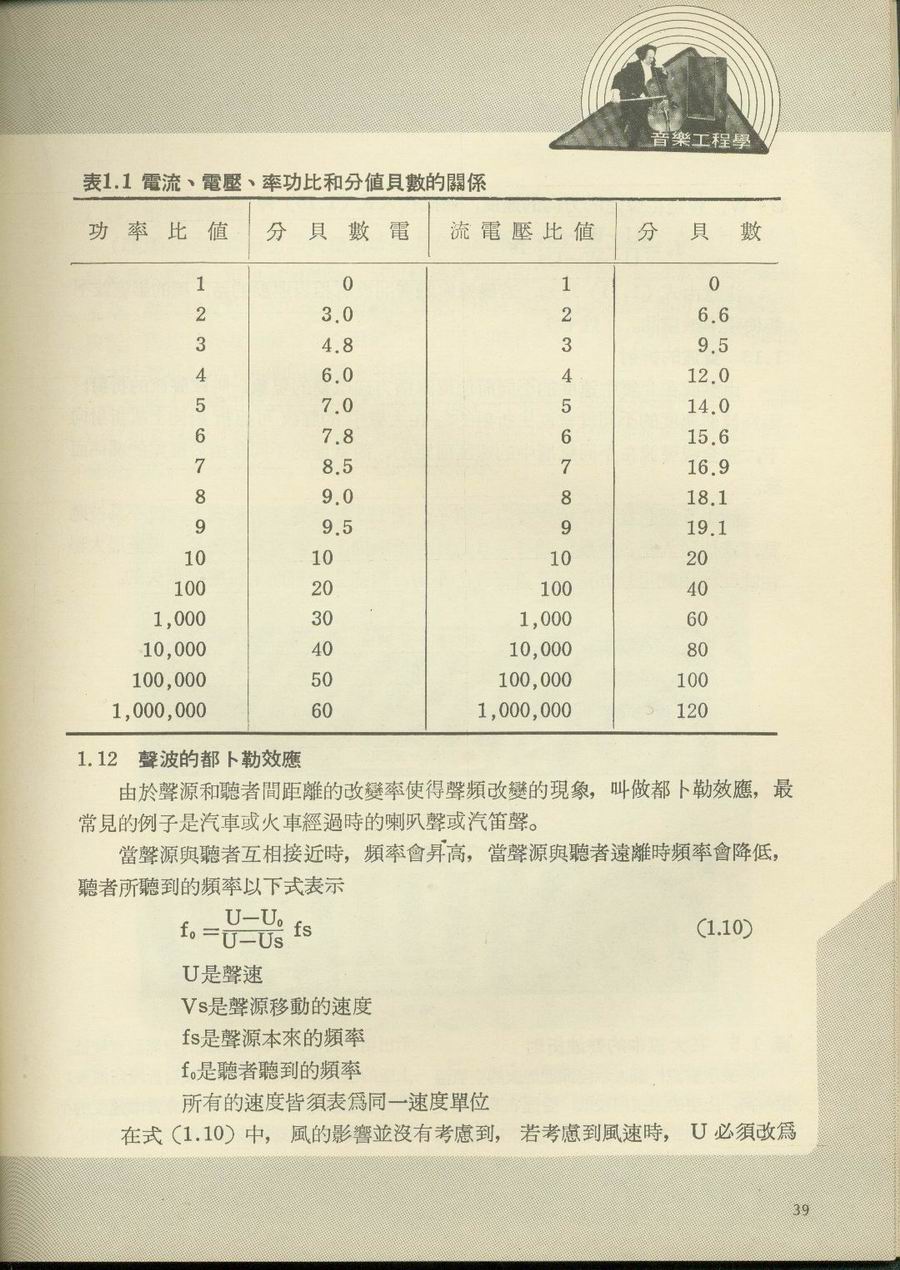 音樂工程學
表1.1 電流、電壓、率功比和分值貝數的關係
功率比值 分貝數電 流電壓比值 分貝數
1 0 1 0
2 3.0 2 6.6
3 4.8 3 9.5
4 6.0 4 12.0
5 7.0 5 14.0
6 7.8 6 15.6
7 8.5 7 16.9
8 9.0 8 18.1
9 9.5 9 19.1
10 10 10 20
100 20 100 40
1,000 30 1,000 60
10,000 40 10,000 80
100,000 50 100,000 100
1,000,000 60 1,000,000 120
1.12 聲波的都卜勒效應
由於聲源和聽者間距離的改變率使得聲頻改變的現象，叫做都卜勒效應，最
常見的例子是汽車或火車經過時的喇叭聲或汽笛聲。
當聲源與聽者互相接近時，頻率會昇高，當聲源與聽者遠離時頻率會降低，
聽者所聽到的頻率以下式表示
f₀ = (U−U₀)/(U−Us) fs (1.10)
U是聲速
Vs是聲源移動的速度
fs是聲源本來的頻率
f₀是聽者聽到的頻率
所有的速度皆須表爲同一速度單位
在式（1.10）中，風的影響並沒有考慮到，若考慮到風速時，U必須改爲
39